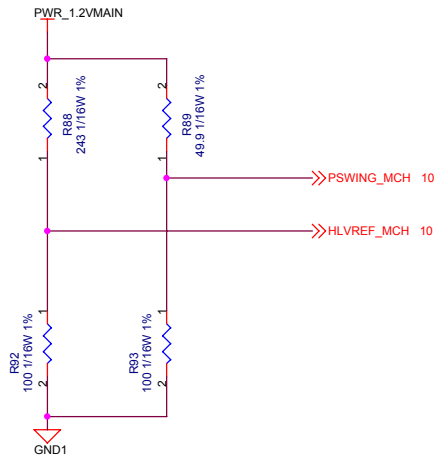 PWR_1.2VMAIN
2
R88
243 1/16W 1%
1
2
R89
49.9 1/16W 1%
1
PSWING_MCH 10
HLVREF_MCH 10
1
R92
100 1/16W 1%
2
1
R93
100 1/16W 1%
2
GND1